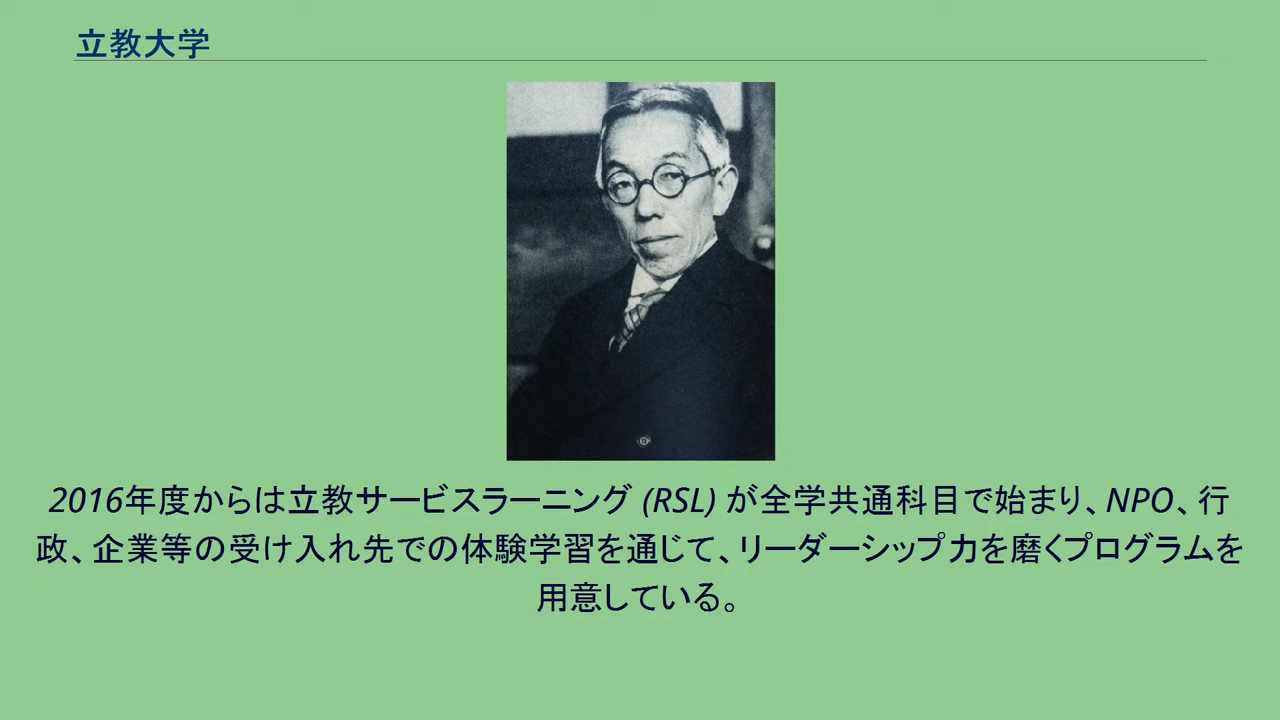 立教大学
2016年度からは立教サービスラーニング (RSL) が全学共通科目で始まり、NPO、行
政、企業等の受け入れ先での体験学習を通じて、リーダーシップ力を磨くプログラムを
用意している。